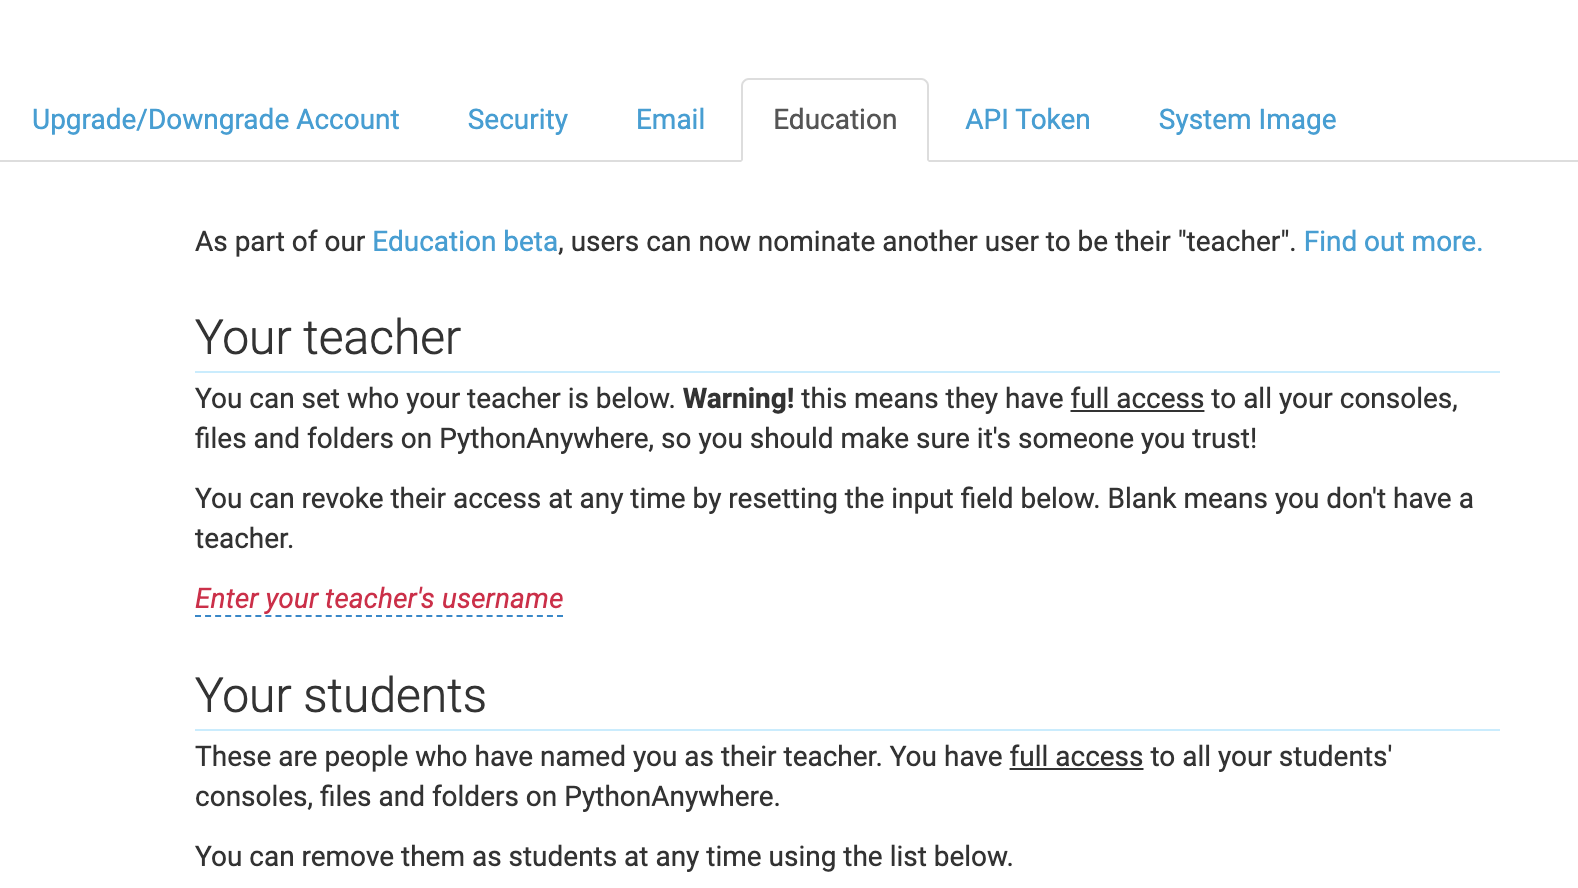 Upgrade/Downgrade Account Security Email Education API Token System Image
As part of our Education beta, users can now nominate another user to be their "teacher". Find out more.
Your teacher
You can set who your teacher is below. Warning! this means they have full access to all your consoles,
files and folders on PythonAnywhere, so you should make sure it's someone you trust!
You can revoke their access at any time by resetting the input field below. Blank means you don't have a
teacher.
Enter your teacher's username
Your students
These are people who have named you as their teacher. You have full access to all your students'
consoles, files and folders on PythonAnywhere.
You can remove them as students at any time using the list below.